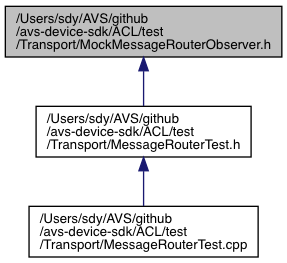 /Users/sdy/AVS/github
/avs-device-sdk/ACL/test
/Transport/MockMessageRouterObserver.h
/Users/sdy/AVS/github
/avs-device-sdk/ACL/test
/Transport/MessageRouterTest.h
/Users/sdy/AVS/github
/avs-device-sdk/ACL/test
/Transport/MessageRouterTest.cpp